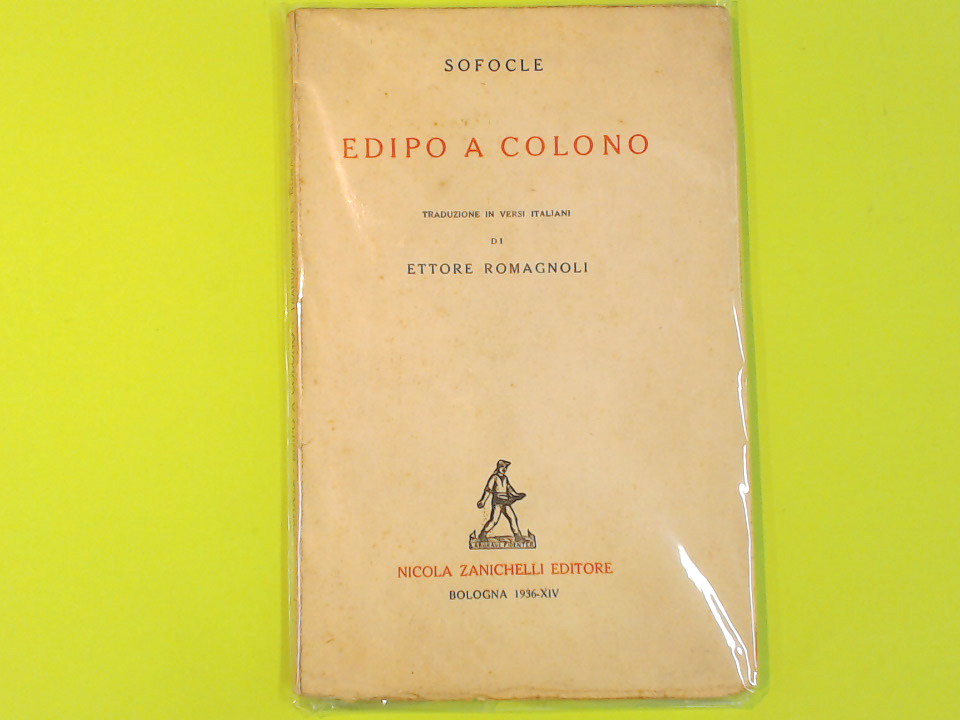 SOFOCLE
EDIPO A COLONO
TRADUZIONE IN VERSI ITALIANI
DI
ETTORE ROMAGNOLI
NICOLA ZANICHELLI EDITORE
BOLOGNA 1936-XIV